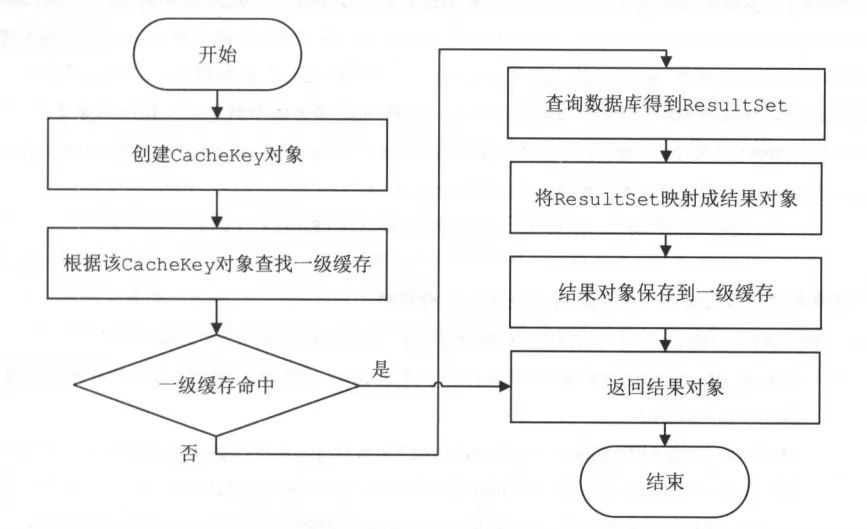 开始
创建CacheKey对象
根据该CacheKey对象查找一级缓存
一级缓存命中
是
否
查询数据库得到ResultSet
将ResultSet映射成结果对象
结果对象保存到一级缓存
返回结果对象
结束